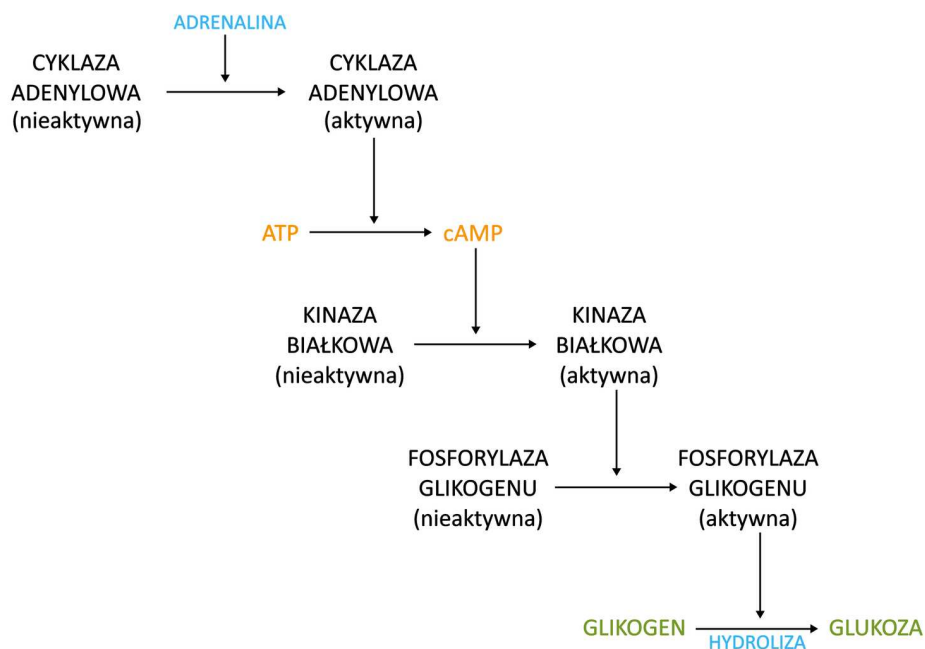 ADRENALINA
CYKLAZA
ADENYLOWA
(nieaktywna)
CYKLAZA
ADENYLOWA
(aktywna)
ATP
cAMP
KINAZA
BIAŁKOWA
(nieaktywna)
KINAZA
BIAŁKOWA
(aktywna)
FOSFORYLAZA
GLIKOGENU
(nieaktywna)
FOSFORYLAZA
GLIKOGENU
(aktywna)
GLIKOGEN
HYDROLIZA
GLUKOZA